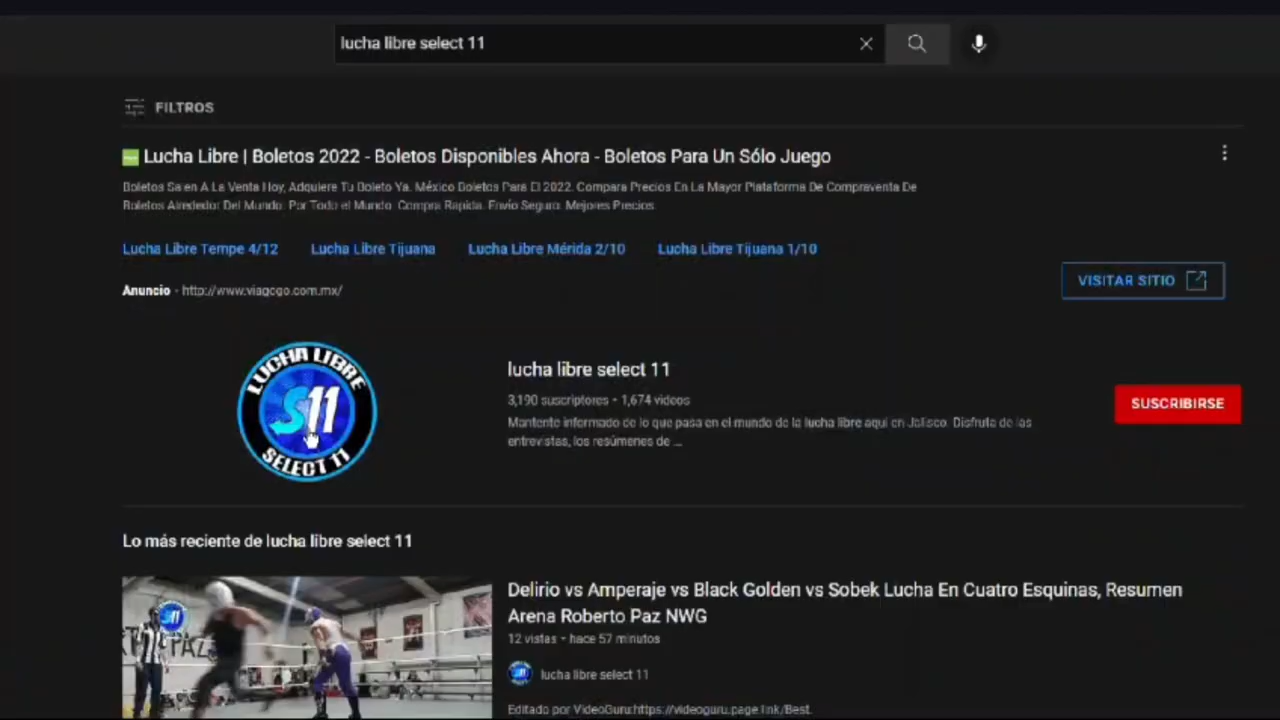 lucha libre select 11
FILTROS
Lucha Libre | Boletos 2022 - Boletos Disponibles Ahora - Boletos Para Un Sólo Juego
Boletos Sa en A La Venta Hoy, Adquiere Tu Boleto Ya. México Boletos Para El 2022. Compara Precios En La Mayor Plataforma De Compraventa De
Boletos Alrededor Del Mundo. Por Todo el Mundo. Compra Rapida. Envío Seguro. Mejores Precios.
Lucha Libre Tempe 4/12 Lucha Libre Tijuana Lucha Libre Mérida 2/10 Lucha Libre Tijuana 1/10
Anuncio · http://www.viagogo.com.mx/
VISITAR SITIO
LUCHA LIBRE
S11
SELECT 11
lucha libre select 11
3,190 suscriptores • 1,674 videos
Mantente informado de lo que pasa en el mundo de la lucha libre aqui en Jalisco. Disfruta de las
entrevistas, los resúmenes de ...
SUSCRIBIRSE
Lo más reciente de lucha libre select 11
Delirio vs Amperaje vs Black Golden vs Sobek Lucha En Cuatro Esquinas, Resumen
Arena Roberto Paz NWG
12 vistas • hace 57 minutos
lucha libre select 11
Editado por VideoGuru:https://videoguru.page.link/Best.
S11
PAZ